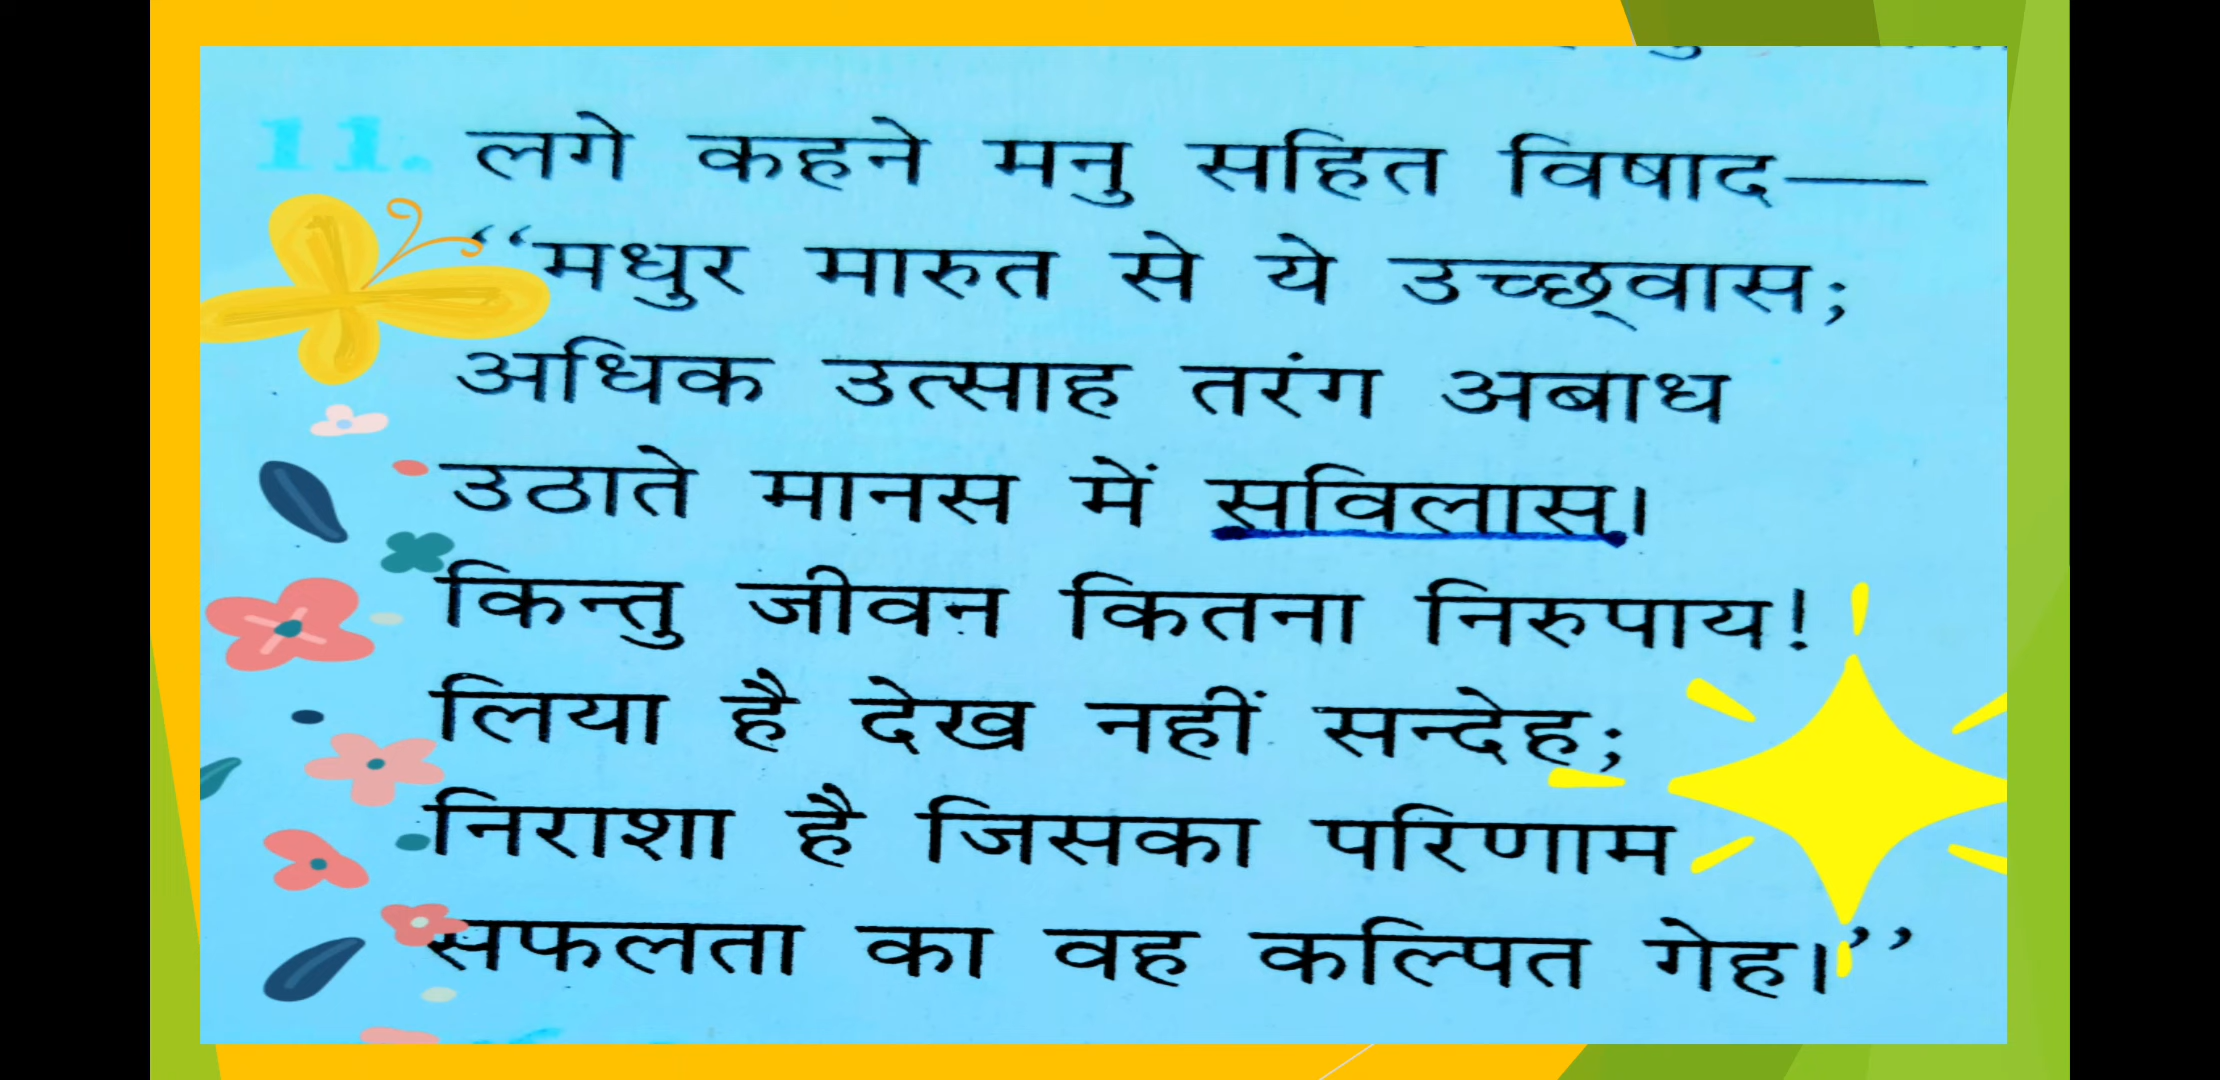 11. लगे कहने मनु सहित विषाद—
‘‘मधुर मारुत से ये उच्छ्‌वास;
अधिक उत्साह तरंग अबाध
उठाते मानस में सविलास।
किन्तु जीवन कितना निरुपाय!
लिया है देख नहीं सन्देह;
निराशा है जिसका परिणाम
सफलता का वह कल्पित गेह।’’